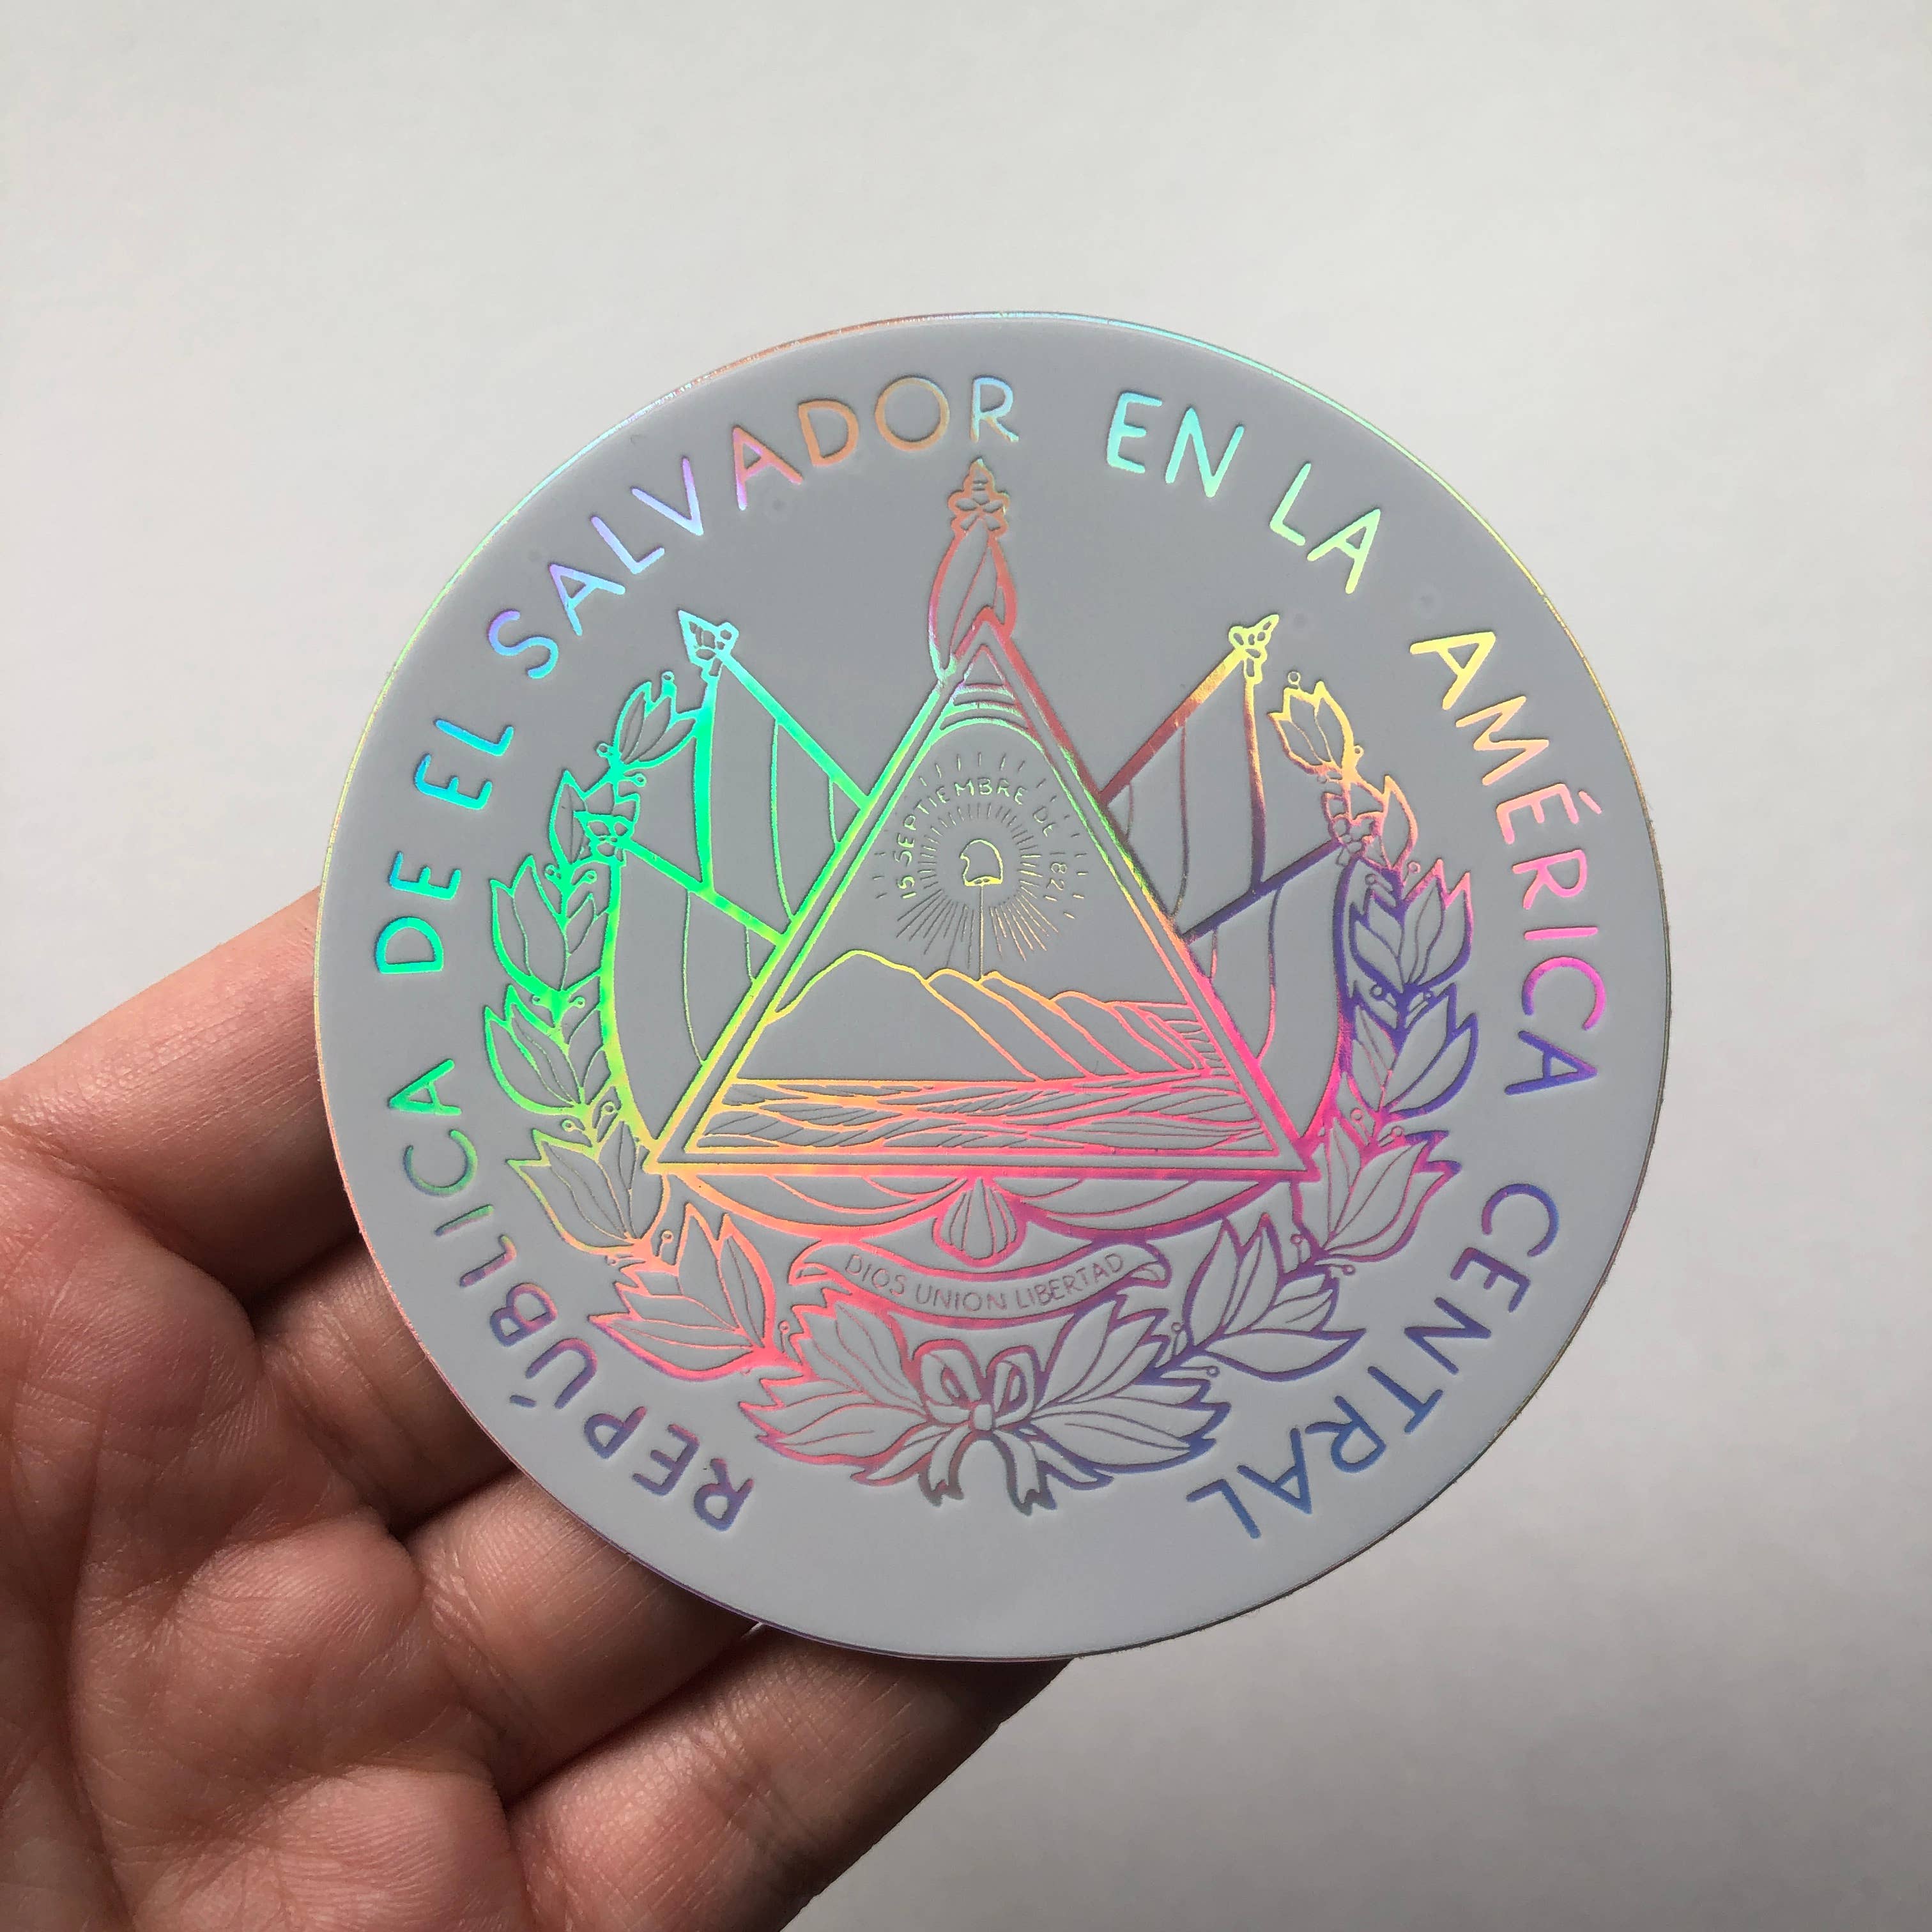 REPÚBLICA DE EL SALVADOR EN LA AMÉRICA CENTRAL
15 SEPTIEMBRE DE 1821
DIOS UNION LIBERTAD